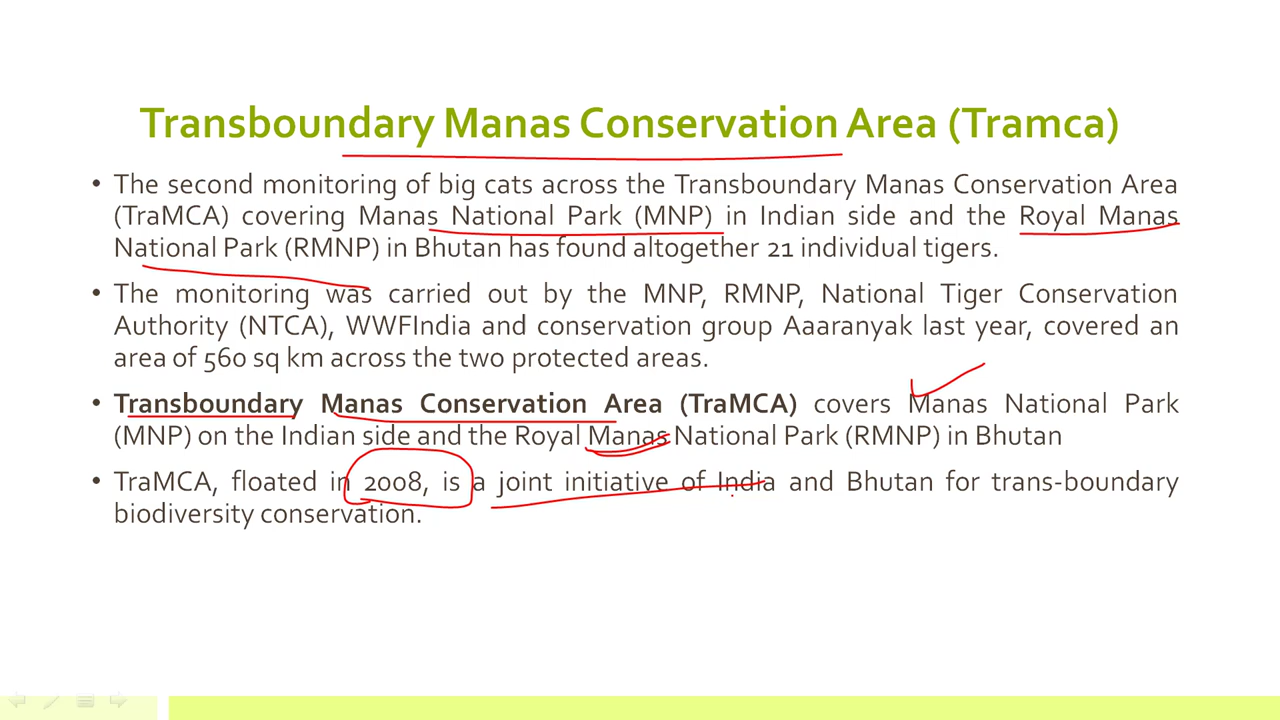 Transboundary Manas Conservation Area (Tramca)
• The second monitoring of big cats across the Transboundary Manas Conservation Area
(TraMCA) covering Manas National Park (MNP) in Indian side and the Royal Manas
National Park (RMNP) in Bhutan has found altogether 21 individual tigers.
• The monitoring was carried out by the MNP, RMNP, National Tiger Conservation
Authority (NTCA), WWFIndia and conservation group Aaaranyak last year, covered an
area of 560 sq km across the two protected areas.
• Transboundary Manas Conservation Area (TraMCA) covers Manas National Park
(MNP) on the Indian side and the Royal Manas National Park (RMNP) in Bhutan
• TraMCA, floated in 2008, is a joint initiative of India and Bhutan for trans-boundary
biodiversity conservation.